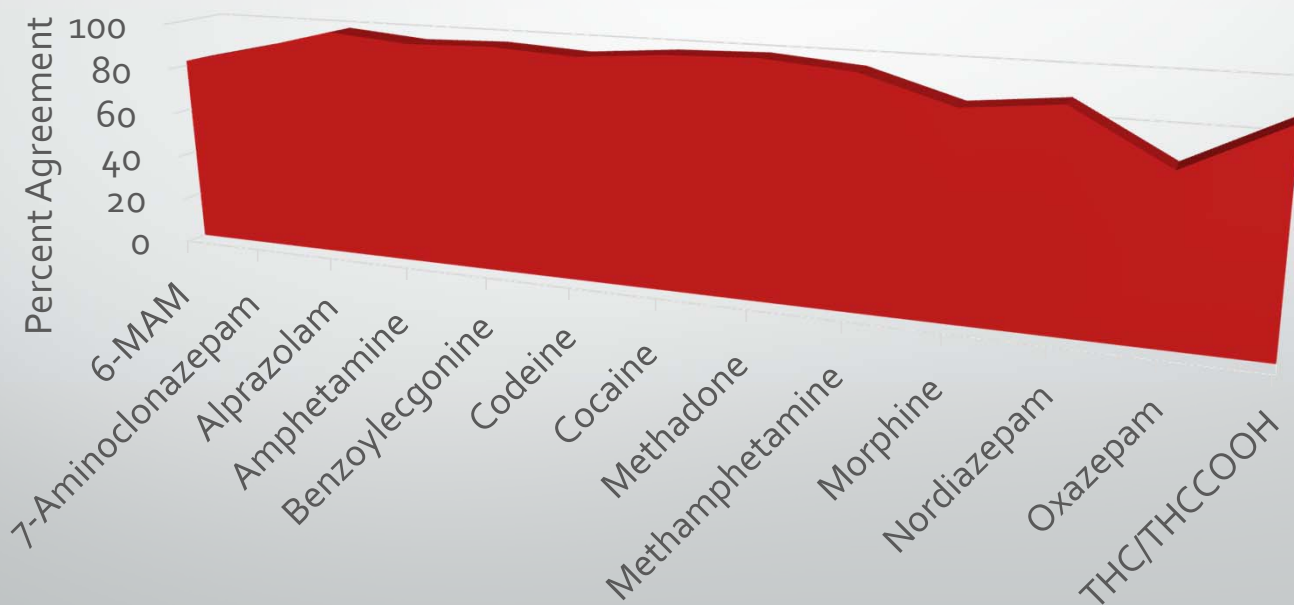 Percent Agreement
100
80
60
40
20
0
6-MAM
7-Aminoclonazepam
Alprazolam
Amphetamine
Benzoylecgonine
Codeine
Cocaine
Methadone
Methamphetamine
Morphine
Nordiazepam
Oxazepam
THC/THCCOOH